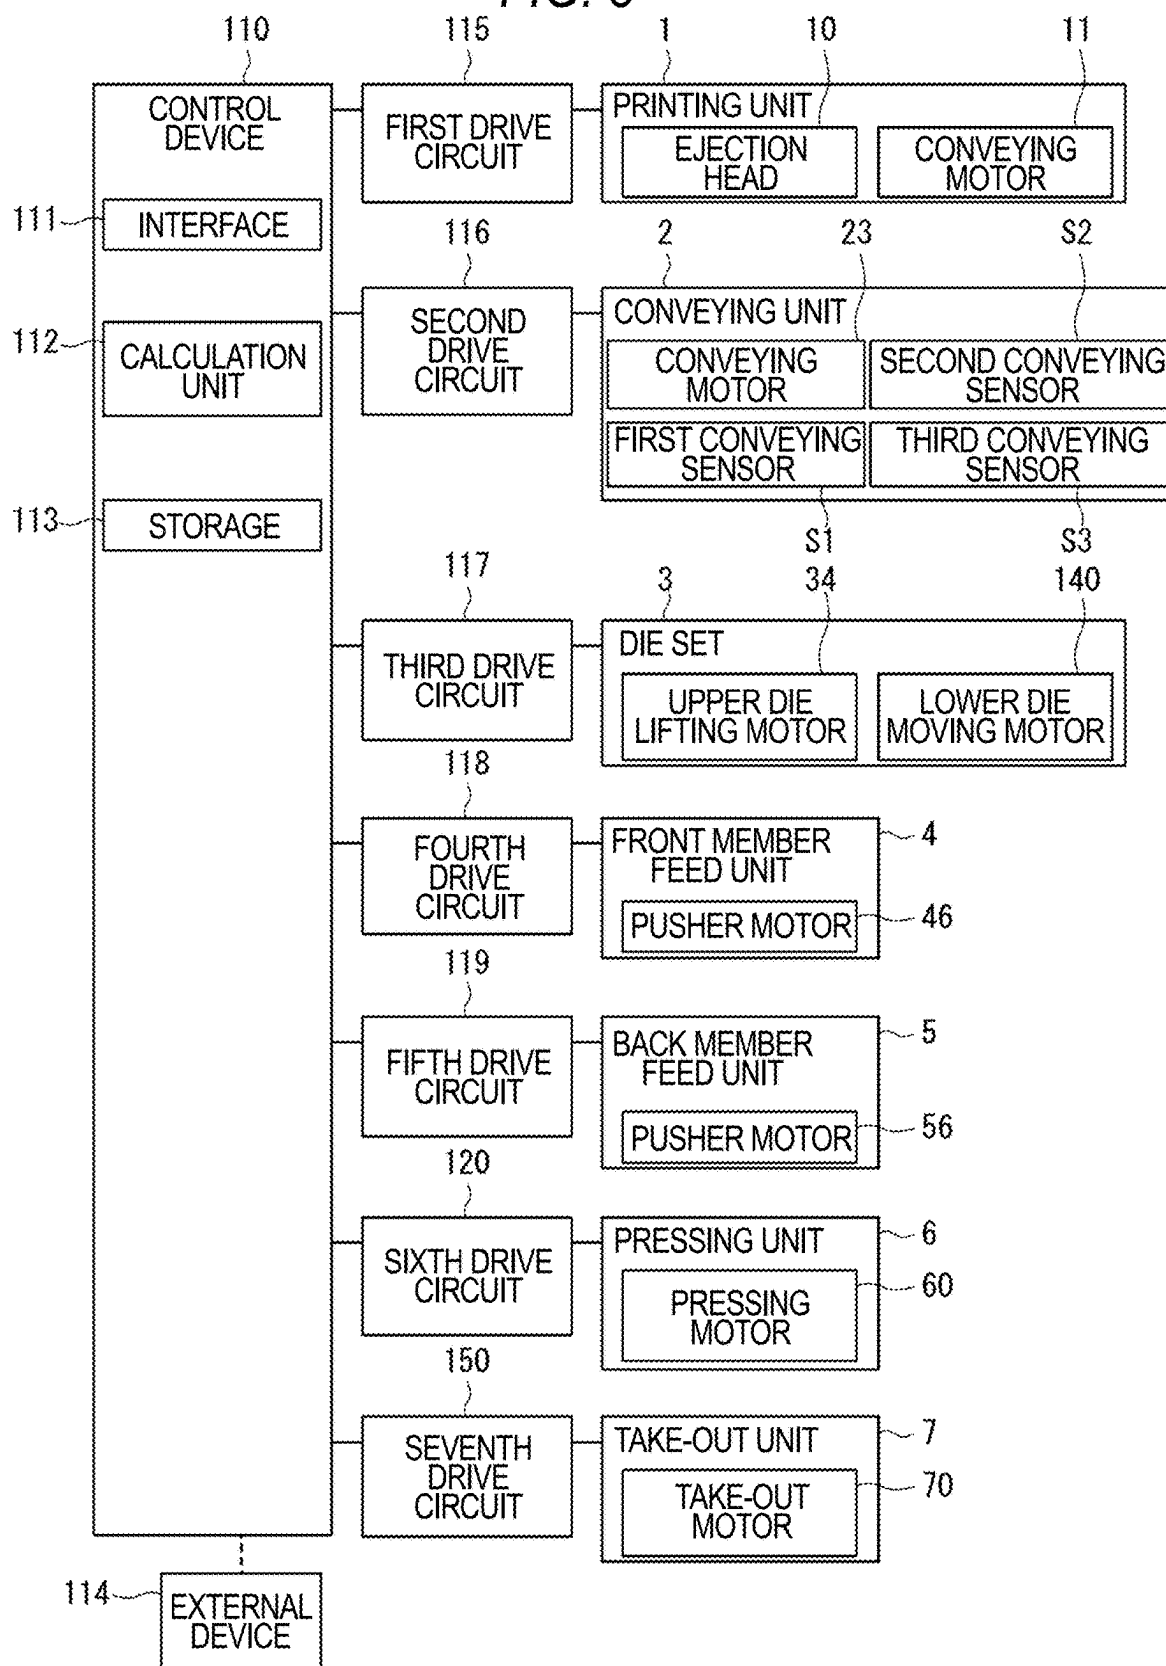 110
115
1
10
11
CONTROL
DEVICE
FIRST DRIVE
CIRCUIT
PRINTING UNIT
EJECTION
HEAD
CONVEYING
MOTOR
111
INTERFACE
116
2
23
S2
112
CALCULATION
UNIT
SECOND
DRIVE
CIRCUIT
CONVEYING UNIT
CONVEYING
MOTOR
SECOND CONVEYING
SENSOR
FIRST CONVEYING
SENSOR
THIRD CONVEYING
SENSOR
113
STORAGE
S1
S3
117
3
34
140
THIRD DRIVE
CIRCUIT
DIE SET
UPPER DIE
LIFTING MOTOR
LOWER DIE
MOVING MOTOR
118
FOURTH
DRIVE
CIRCUIT
FRONT MEMBER
FEED UNIT
4
PUSHER MOTOR
46
119
FIFTH DRIVE
CIRCUIT
BACK MEMBER
FEED UNIT
5
PUSHER MOTOR
56
120
SIXTH DRIVE
CIRCUIT
PRESSING UNIT
6
PRESSING
MOTOR
60
150
SEVENTH
DRIVE
CIRCUIT
TAKE-OUT UNIT
7
TAKE-OUT
MOTOR
70
114
EXTERNAL
DEVICE